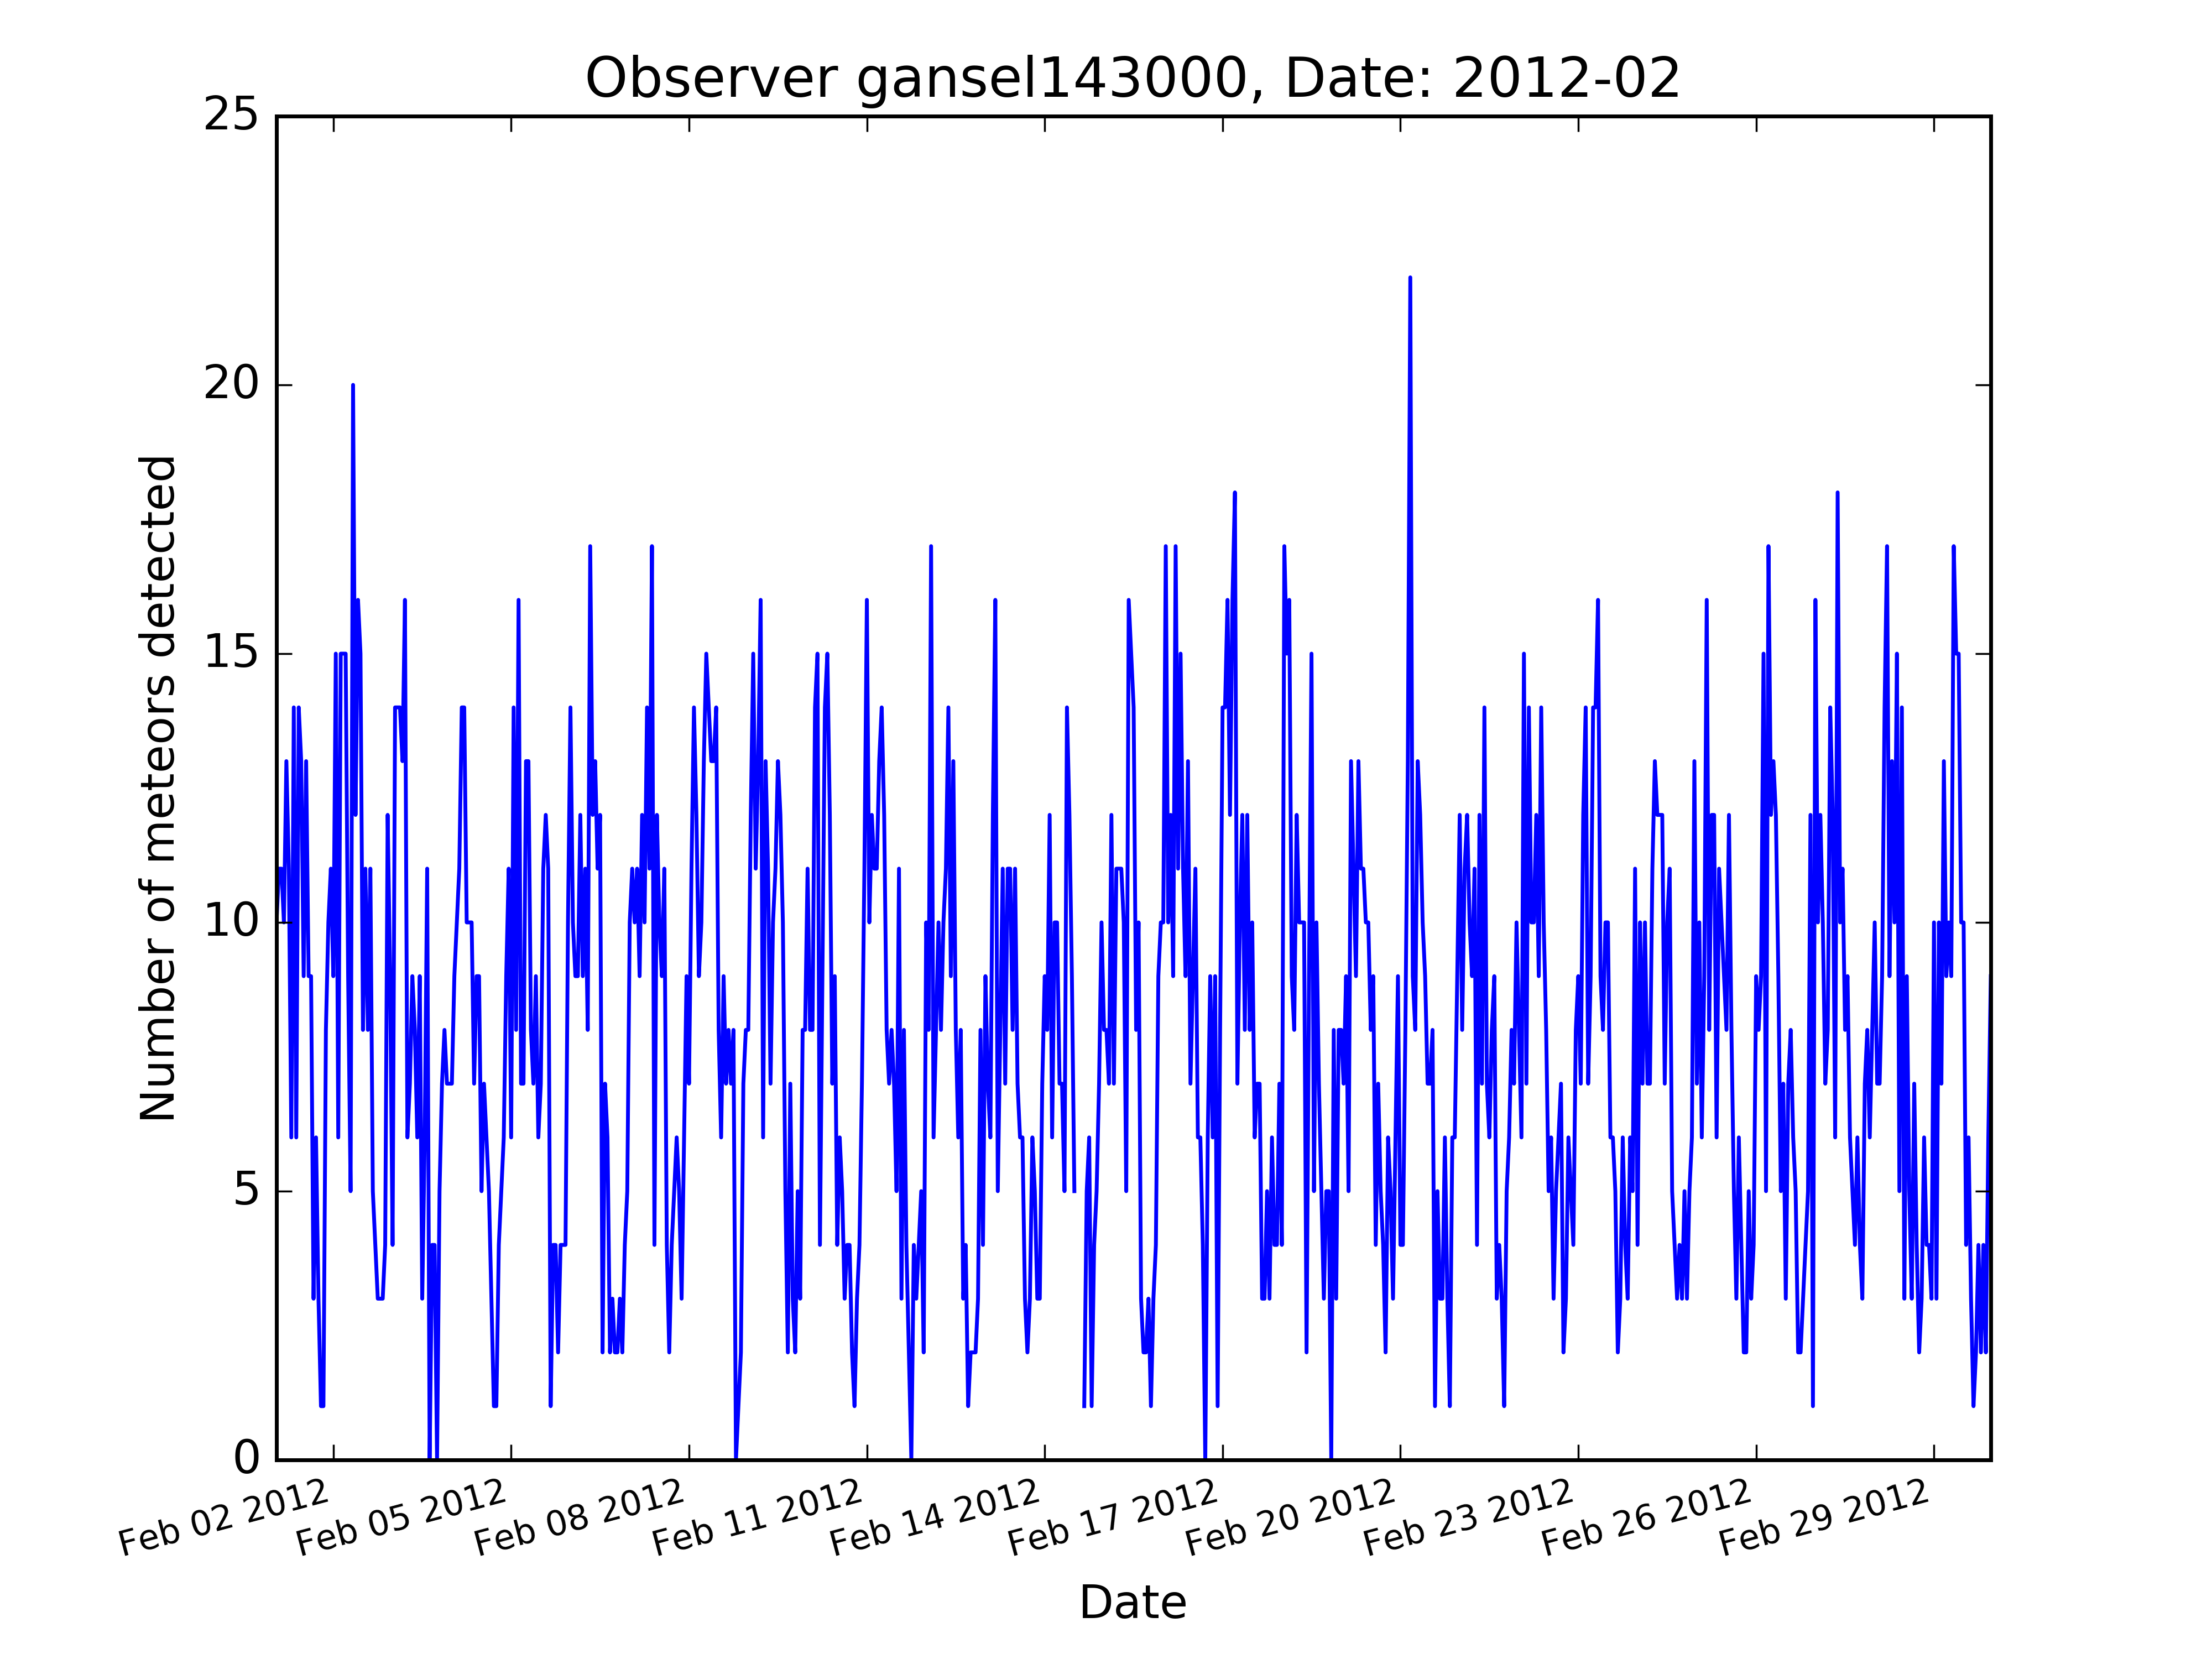 Observer gansel143000, Date: 2012-02
25
20
15
10
5
0
Number of meteors detected
Feb 02 2012
Feb 05 2012
Feb 08 2012
Feb 11 2012
Feb 14 2012
Feb 17 2012
Feb 20 2012
Feb 23 2012
Feb 26 2012
Feb 29 2012
Date